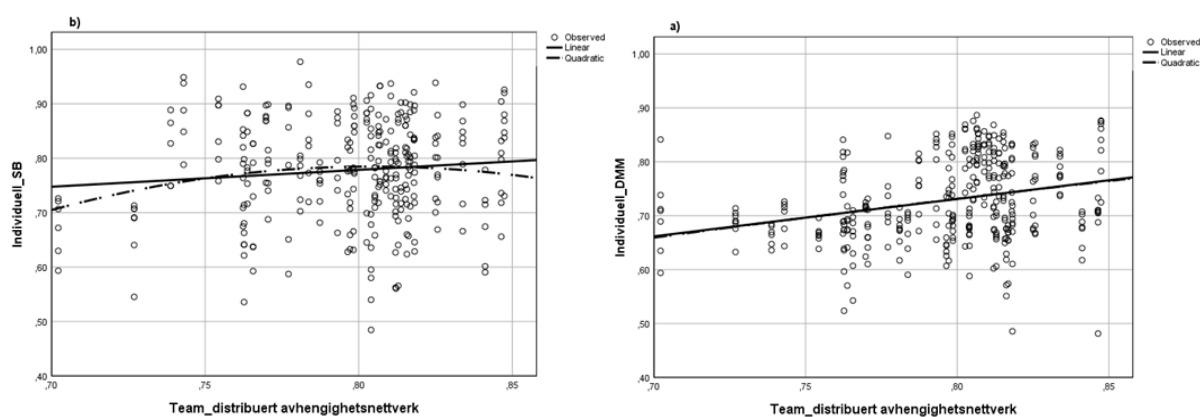 b)
Observed
Linear
Quadratic
1,00
,90
,80
,70
,60
,50
,40
Individuell_SB
,70
,75
,80
,85
Team_distribuert avhengighetsnettverk
a)
Observed
Linear
Quadratic
1,00
,90
,80
,70
,60
,50
,40
Individuell_DMM
,70
,75
,80
,85
Team_distribuert avhengighetsnettverk